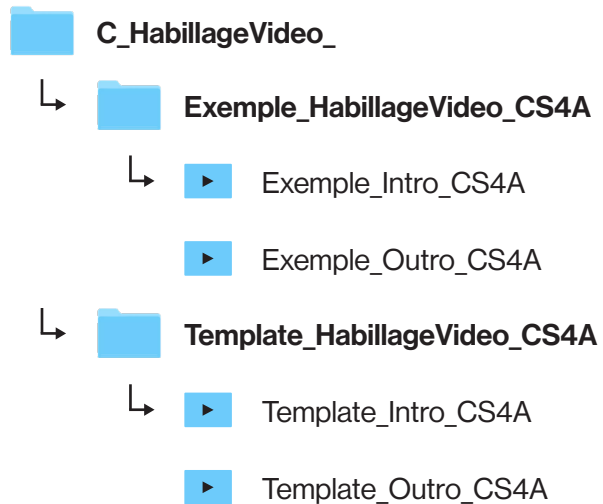 C_HabillageVideo_
Exemple_HabillageVideo_CS4A
Exemple_Intro_CS4A
Exemple_Outro_CS4A
Template_HabillageVideo_CS4A
Template_Intro_CS4A
Template_Outro_CS4A